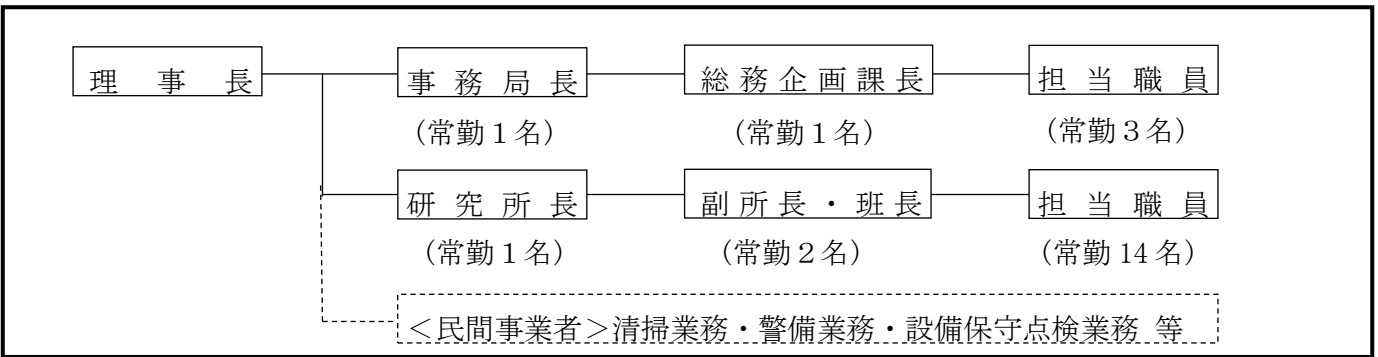 理事長 事務局長 総務企画課長 担当職員
（常勤１名） （常勤１名） （常勤３名）
研究所長 副所長・班長 担当職員
（常勤１名） （常勤２名） （常勤 14 名）
＜民間事業者＞清掃業務・警備業務・設備保守点検業務 等